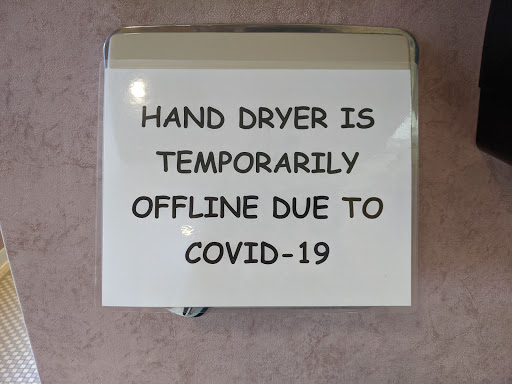 HAND DRYER IS
TEMPORARILY
OFFLINE DUE TO
COVID-19